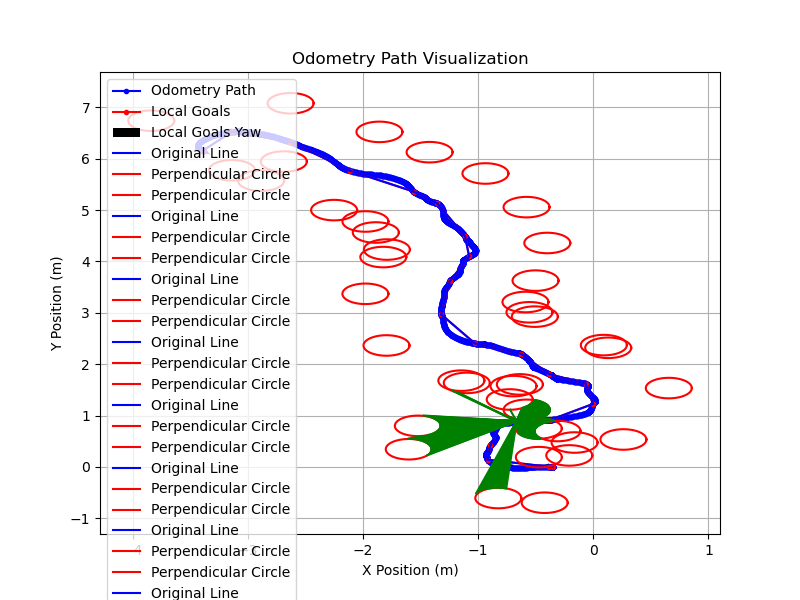 Odometry Path Visualization
Odometry Path
Local Goals
Local Goals Yaw
Original Line
Perpendicular Circle
Perpendicular Circle
Original Line
Perpendicular Circle
Perpendicular Circle
Original Line
Perpendicular Circle
Perpendicular Circle
Original Line
Perpendicular Circle
Perpendicular Circle
Original Line
Perpendicular Circle
Perpendicular Circle
Original Line
Perpendicular Circle
Perpendicular Circle
Original Line
Perpendicular Circle
Perpendicular Circle
Original Line
7
6
5
4
3
2
1
0
−1
Y Position (m)
−4 −3 −2 −1 0 1
X Position (m)